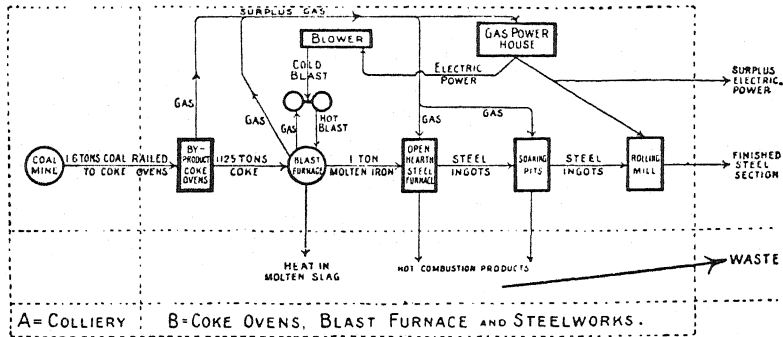 SURPLUS GAS
BLOWER
GAS POWER
HOUSE
COLD
BLAST
ELECTRIC
POWER
SURPLUS
ELECTRIC.
POWER
GAS
GAS
GAS
HOT
BLAST
GAS
GAS
COAL
MINE
1·6 TONS COAL RAILED
TO COKE OVENS
BY-
PRODUCT
COKE
OVENS
1·125 TONS
COKE
BLAST
FURNACE
1 TON
MOLTEN IRON
OPEN
HEARTH
STEEL
FURNACE
STEEL
INGOTS
SOAKING
PITS
STEEL
INGOTS
ROLLING
MILL
FINISHED
STEEL
SECTION
HEAT IN
MOLTEN SLAG
HOT COMBUSTION PRODUCTS
WASTE
A = COLLIERY B = COKE OVENS, BLAST FURNACE AND STEELWORKS.